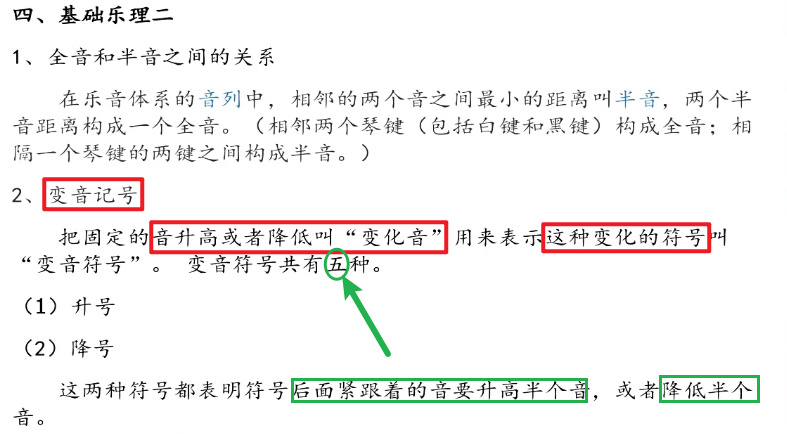 四、基础乐理二
1、全音和半音之间的关系
在乐音体系的音列中，相邻的两个音之间最小的距离叫半音，两个半
音距离构成一个全音。（相邻两个琴键（包括白键和黑键）构成全音；相
隔一个琴键的两键之间构成半音。）
2、变音记号
把固定的音升高或者降低叫“变化音”用来表示这种变化的符号叫
“变音符号”。 变音符号共有五种。
（1）升号
（2）降号
这两种符号都表明符号后面紧跟着的音要升高半个音，或者降低半个
音。